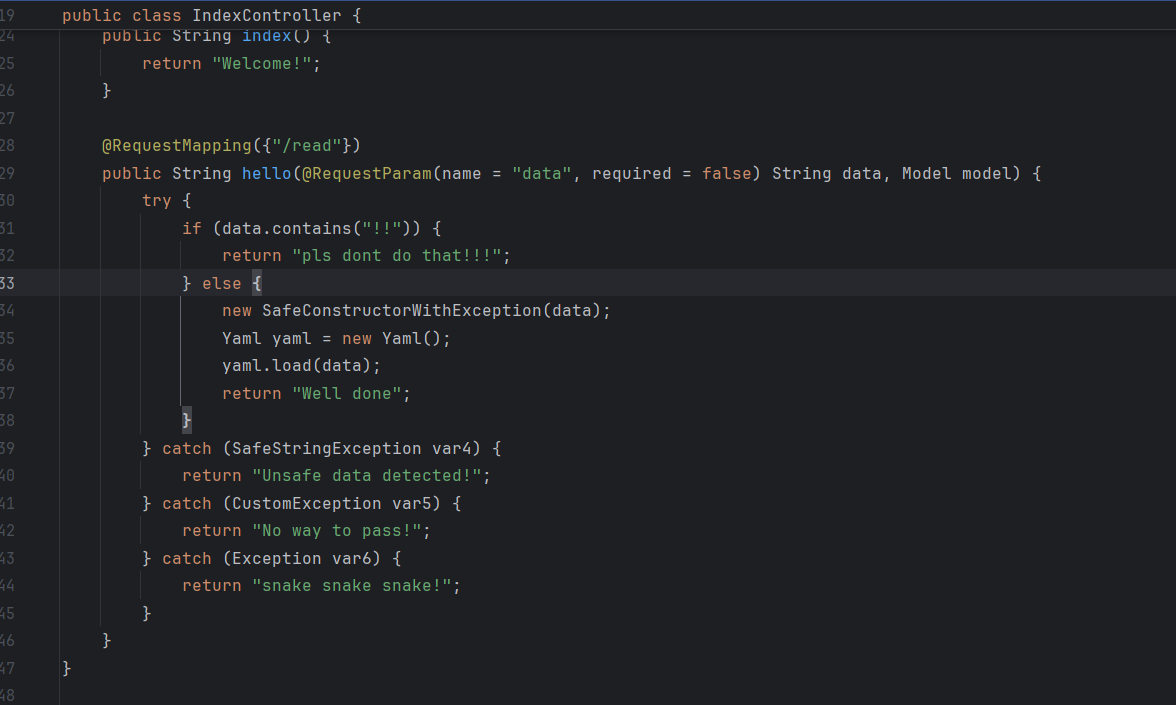 19 public class IndexController {
24 public String index() {
25 return "Welcome!";
26 }
27
28 @RequestMapping({"/read"})
29 public String hello(@RequestParam(name = "data", required = false) String data, Model model) {
30 try {
31 if (data.contains("!!")) {
32 return "pls dont do that!!!";
33 } else {
34 new SafeConstructorWithException(data);
35 Yaml yaml = new Yaml();
36 yaml.load(data);
37 return "Well done";
38 }
39 } catch (SafeStringException var4) {
40 return "Unsafe data detected!";
41 } catch (CustomException var5) {
42 return "No way to pass!";
43 } catch (Exception var6) {
44 return "snake snake snake!";
45 }
46 }
47 }
48